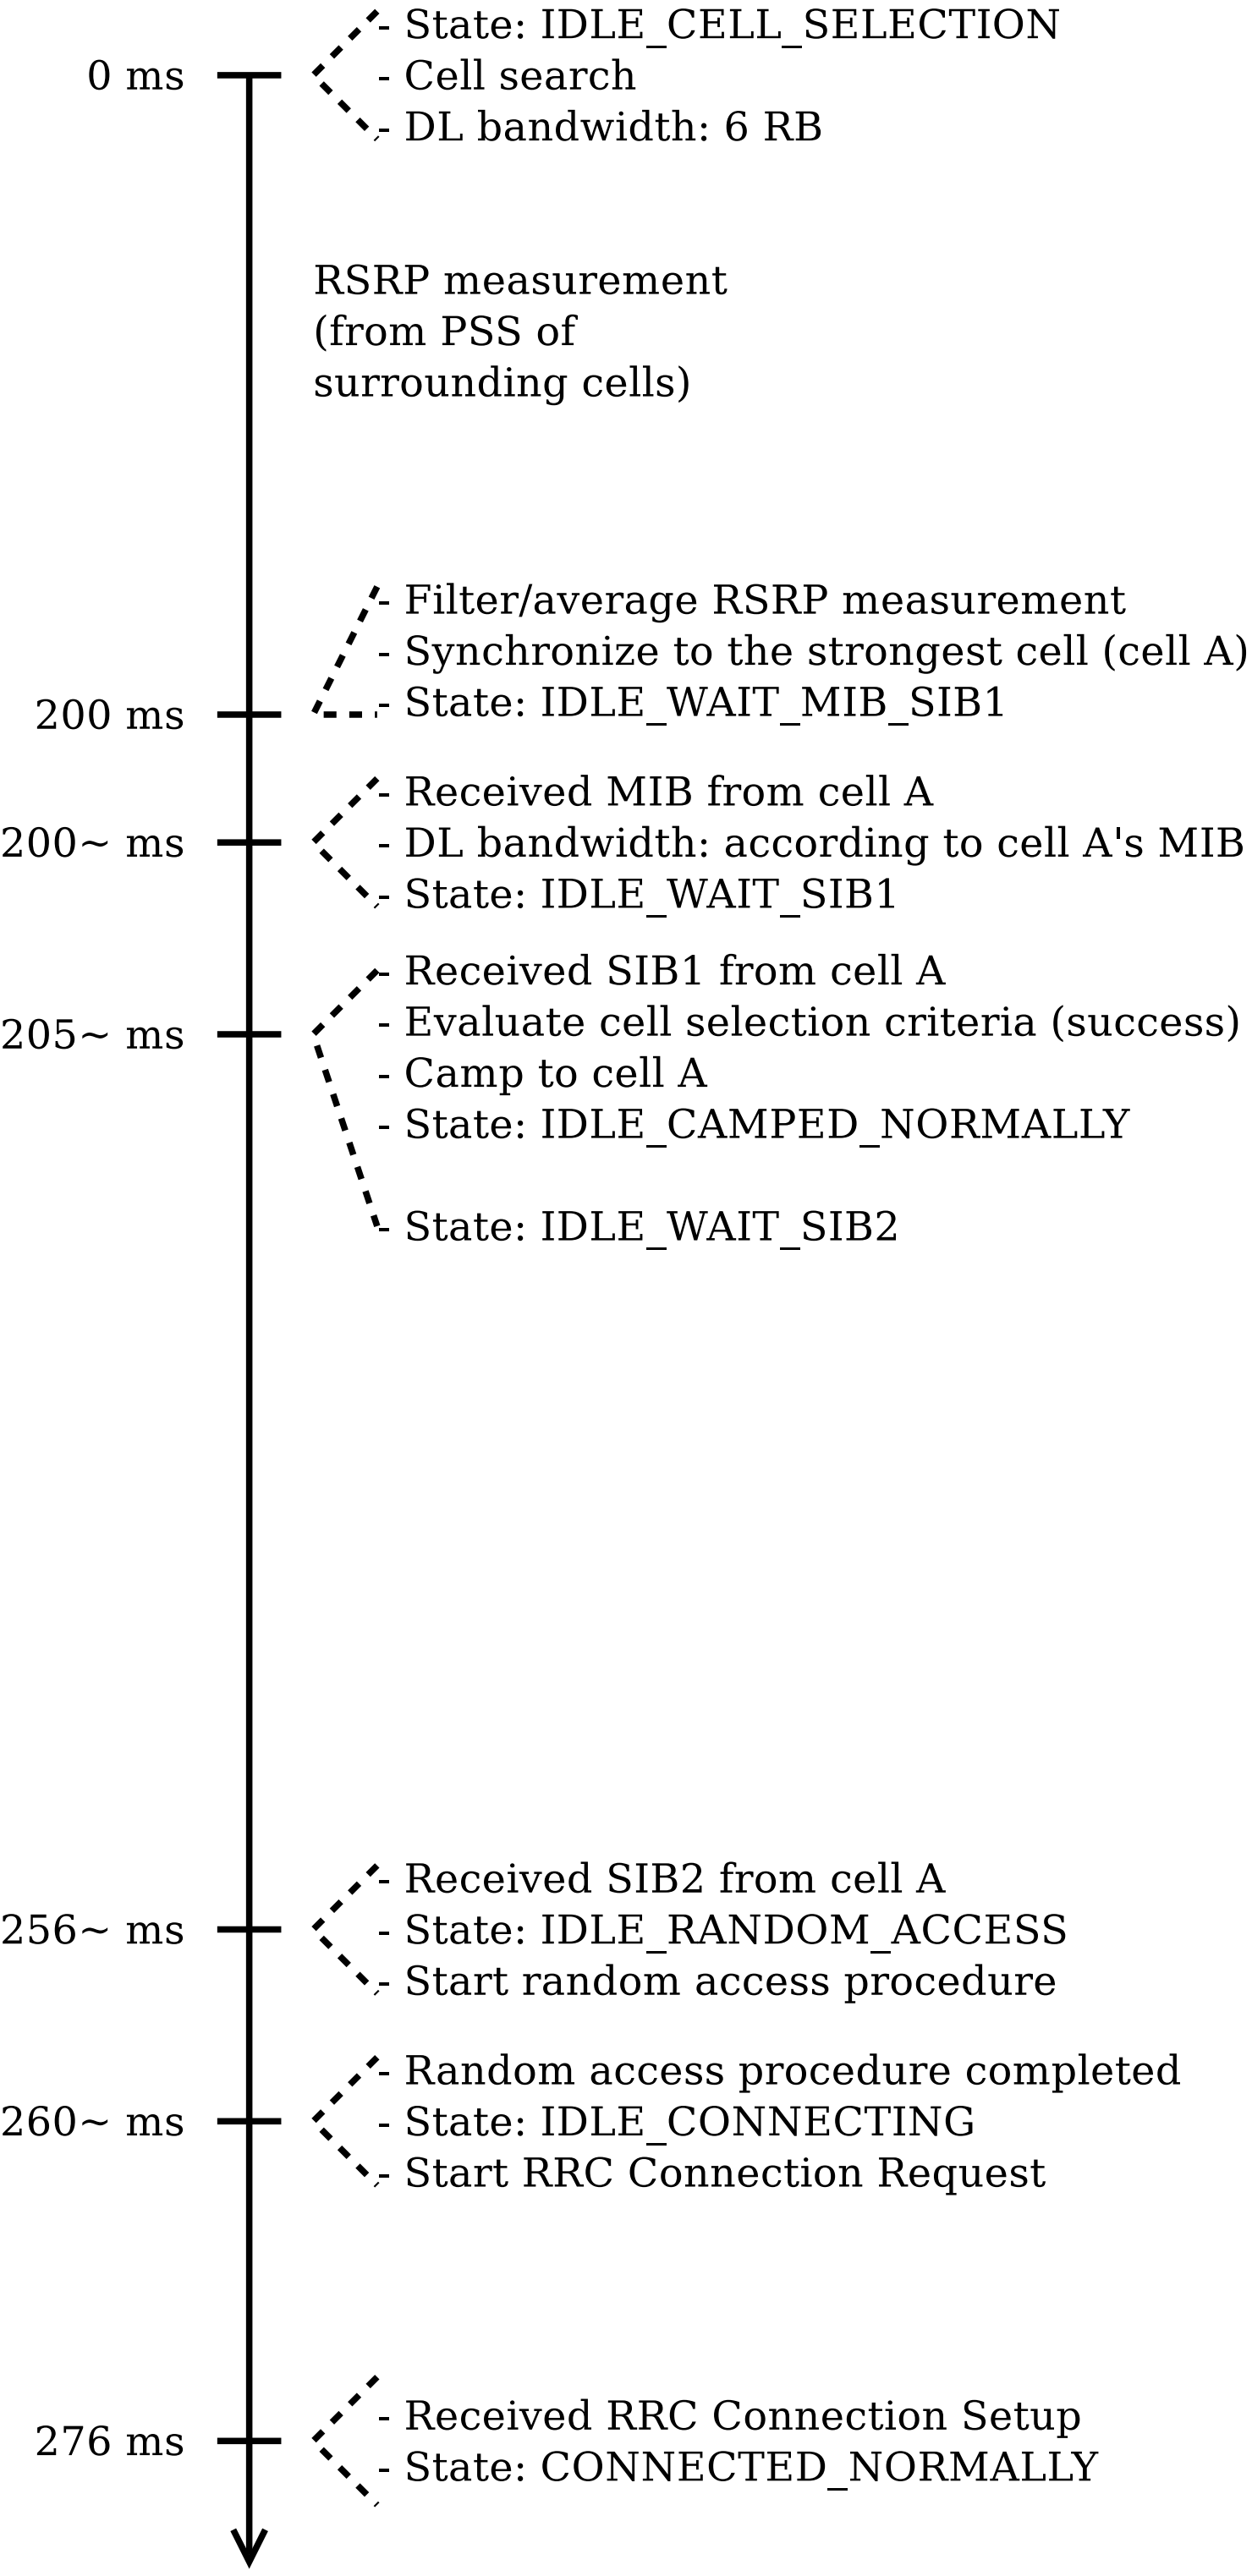 - State: IDLE_CELL_SELECTION
0 ms
- Cell search
- DL bandwidth: 6 RB
RSRP measurement
(from PSS of
surrounding cells)
- Filter/average RSRP measurement
- Synchronize to the strongest cell (cell A)
- State: IDLE_WAIT_MIB_SIB1
200 ms
- Received MIB from cell A
200~ ms
- DL bandwidth: according to cell A's MIB
- State: IDLE_WAIT_SIB1
- Received SIB1 from cell A
- Evaluate cell selection criteria (success)
205~ ms
- Camp to cell A
- State: IDLE_CAMPED_NORMALLY
- State: IDLE_WAIT_SIB2
- Received SIB2 from cell A
256~ ms
- State: IDLE_RANDOM_ACCESS
- Start random access procedure
- Random access procedure completed
260~ ms
- State: IDLE_CONNECTING
- Start RRC Connection Request
- Received RRC Connection Setup
276 ms
- State: CONNECTED_NORMALLY